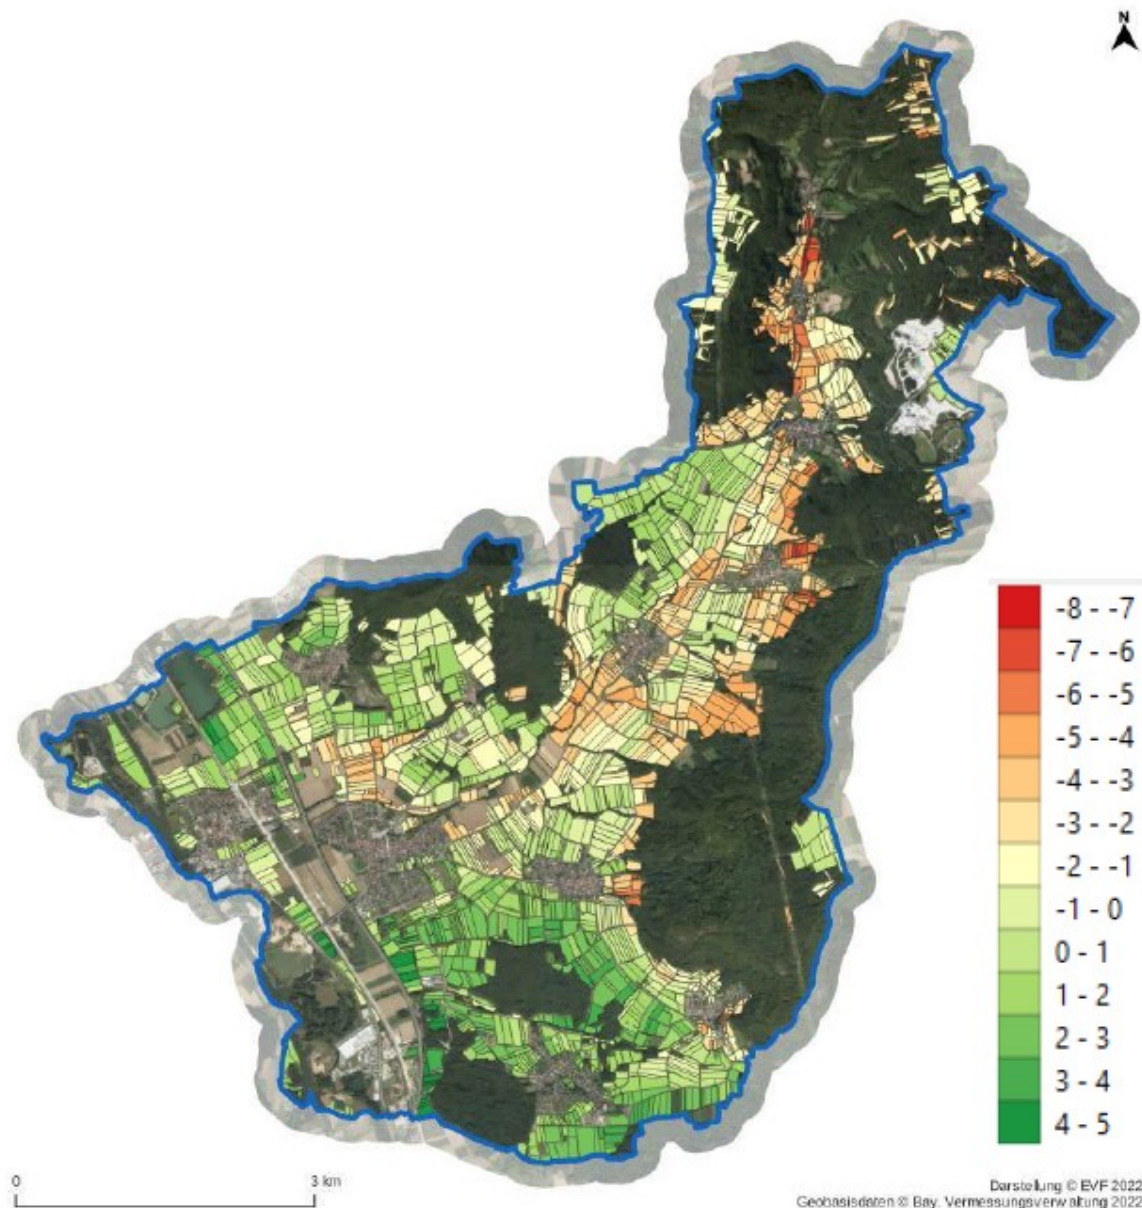 N
-8 - -7
-7 - -6
-6 - -5
-5 - -4
-4 - -3
-3 - -2
-2 - -1
-1 - 0
0 - 1
1 - 2
2 - 3
3 - 4
4 - 5
0 3 km
Darstellung © EVF 2022
Geobasisdaten © Bay. Vermessungsverwaltung 2022